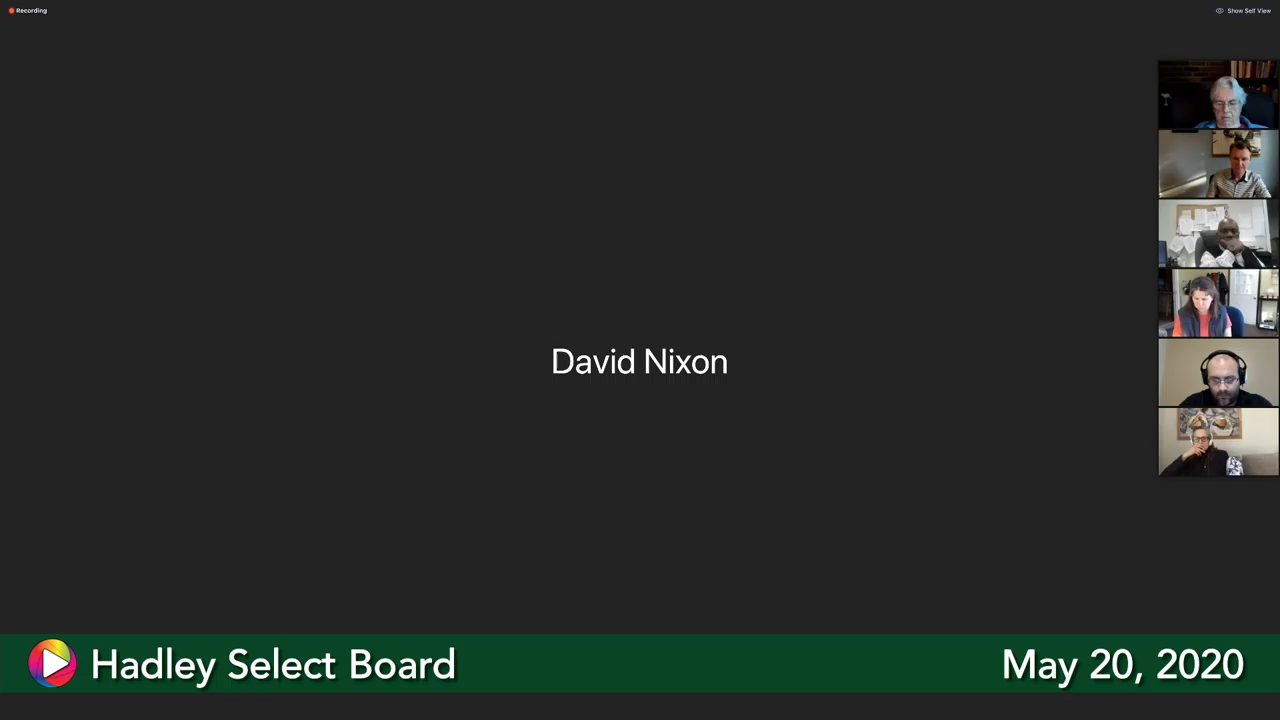 Recording
Show Self View
David Nixon
Hadley Select Board
May 20, 2020